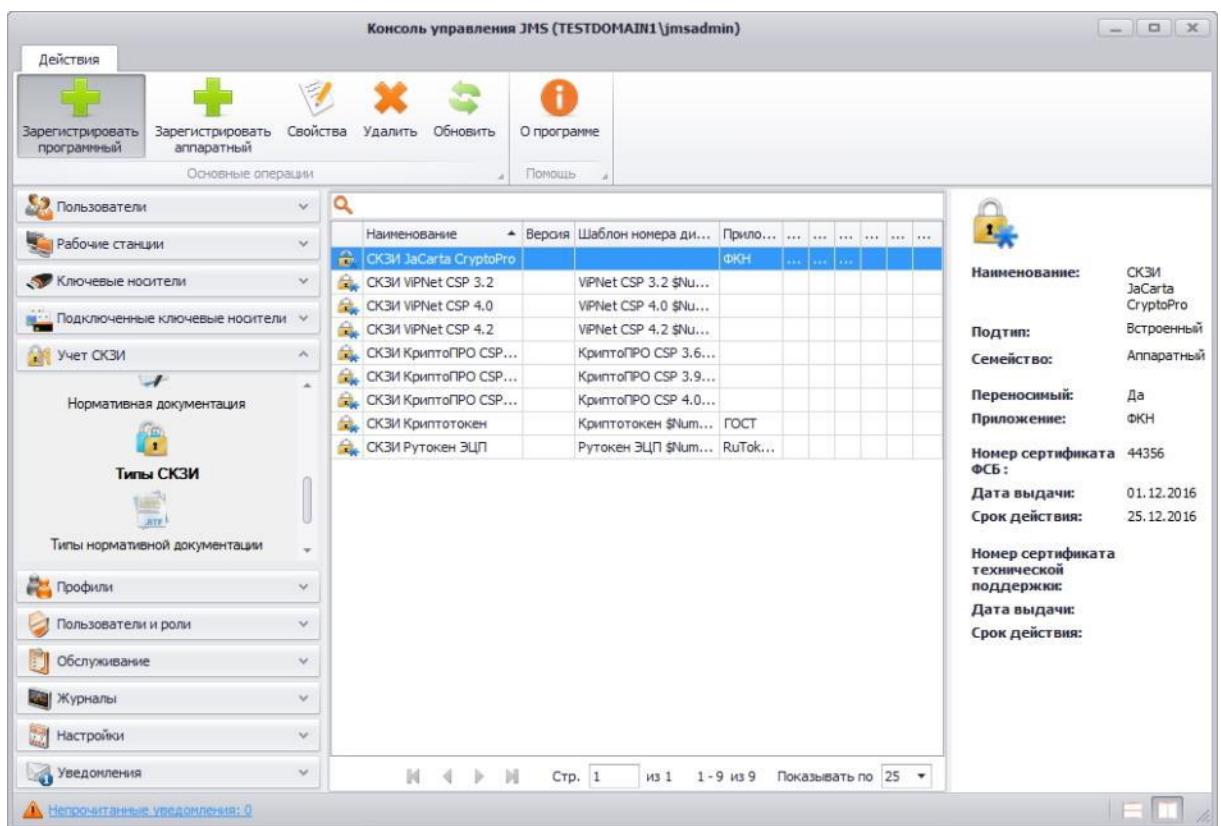 Консоль управления JMS (TESTDOMAIN1\jmsadmin)
Действия
Зарегистрировать программный
Зарегистрировать аппаратный
Свойства
Удалить
Обновить
О программе
Основные операции
Помощь
Пользователи
Рабочие станции
Ключевые носители
Подключенные ключевые носители
Учет СКЗИ
Нормативная документация
Типы СКЗИ
.RTF
Типы нормативной документации
Профили
Пользователи и роли
Обслуживание
Журналы
Настройки
Уведомления
Наименование Версия Шаблон номера ди... Прило... ... ... ... ... ... ...
СКЗИ JaCarta CryptoPro ФКН ... ... ...
СКЗИ ViPNet CSP 3.2 ViPNet CSP 3.2 $Nu...
СКЗИ ViPNet CSP 4.0 ViPNet CSP 4.0 $Nu...
СКЗИ ViPNet CSP 4.2 ViPNet CSP 4.2 $Nu...
СКЗИ КриптоПРО CSP... КриптоПРО CSP 3.6...
СКЗИ КриптоПРО CSP... КриптоПРО CSP 3.9...
СКЗИ КриптоПРО CSP... КриптоПРО CSP 4.0...
СКЗИ Криптотокен Криптотокен $Num... ГОСТ
СКЗИ Рутокен ЭЦП Рутокен ЭЦП $Num... RuTok...
Стр. 1 из 1 1 - 9 из 9 Показывать по 25
Наименование: СКЗИ
JaCarta
CryptoPro
Подтип: Встроенный
Семейство: Аппаратный
Переносимый: Да
Приложение: ФКН
Номер сертификата 44356
ФСБ :
Дата выдачи: 01.12.2016
Срок действия: 25.12.2016
Номер сертификата
технической
поддержки:
Дата выдачи:
Срок действия:
Непрочитанные уведомления: 0